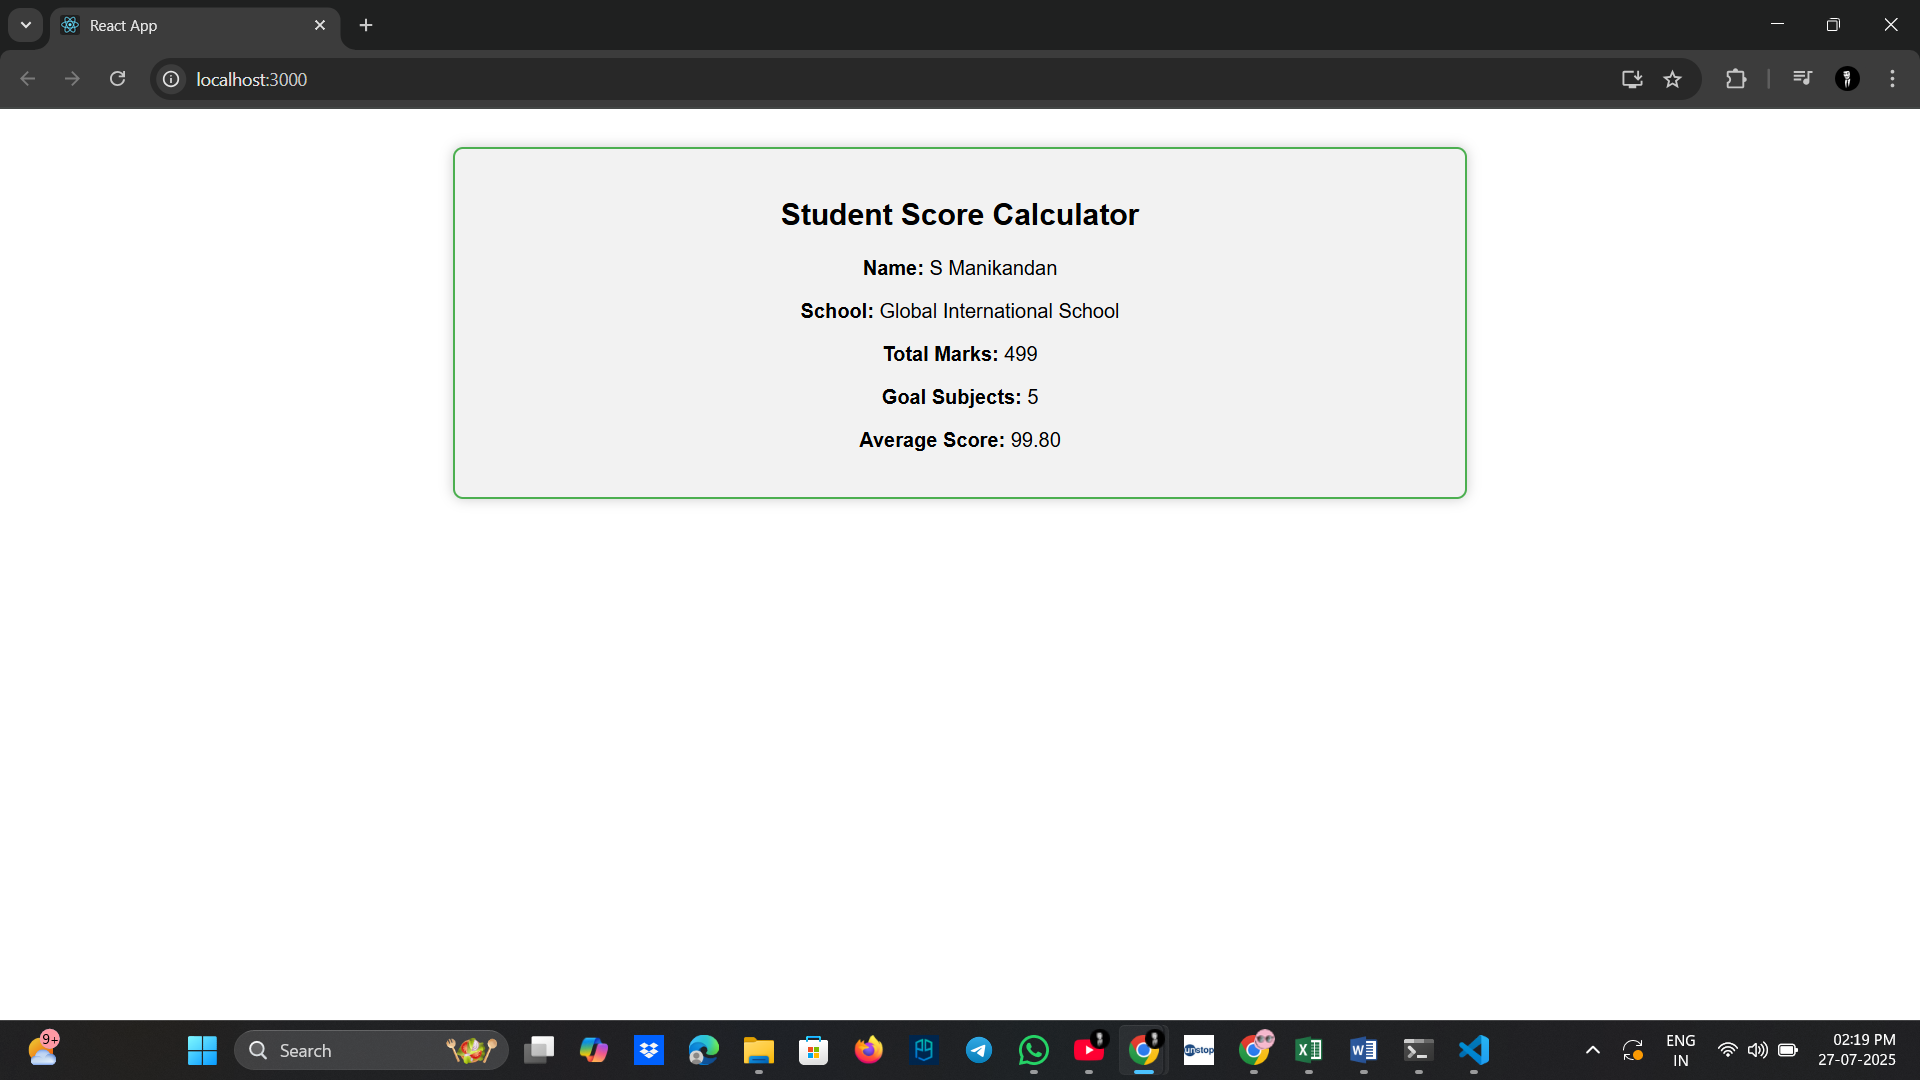 React App
localhost:3000
Student Score Calculator
Name: S Manikandan
School: Global International School
Total Marks: 499
Goal Subjects: 5
Average Score: 99.80
9+
Search
unstop
ENG
IN
02:19 PM
27-07-2025